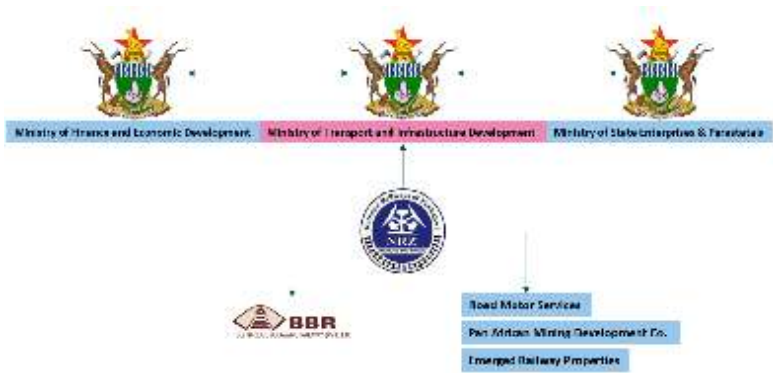 Ministry of Finance and Economic Development
Ministry of Transport and Infrastructure Development
Ministry of State Enterprises & Parastatals
NRZ
BBR
Road Motor Services
Pan African Mining Development Co.
Emerged Railway Properties